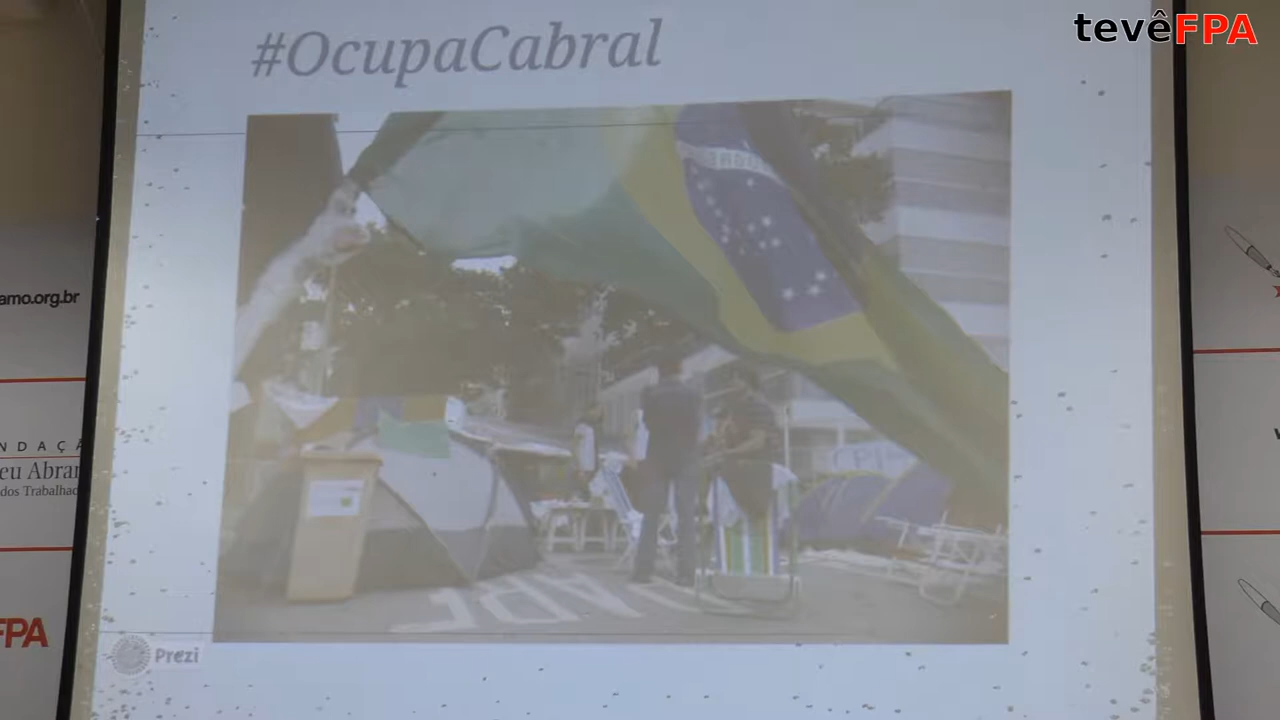 tevêFPA
#OcupaCabral
amo.org.br
NDAÇÃ
eu Abram
dos Trabalhad
FPA
Prezi